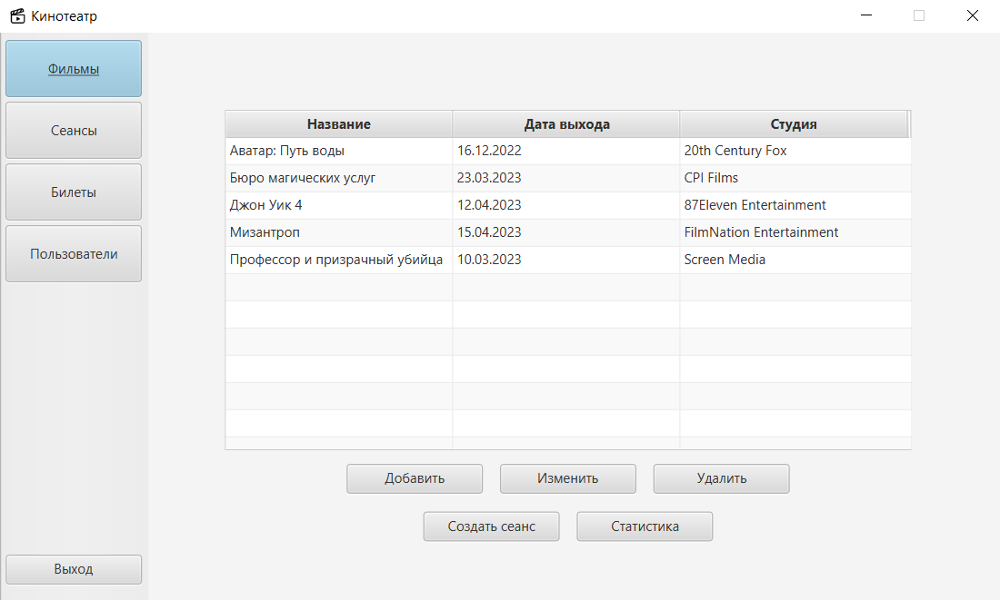 Кинотеатр
Фильмы
Сеансы
Билеты
Пользователи
Выход
Название Дата выхода Студия
Аватар: Путь воды 16.12.2022 20th Century Fox
Бюро магических услуг 23.03.2023 CPI Films
Джон Уик 4 12.04.2023 87Eleven Entertainment
Мизантроп 15.04.2023 FilmNation Entertainment
Профессор и призрачный убийца 10.03.2023 Screen Media
Добавить Изменить Удалить
Создать сеанс Статистика